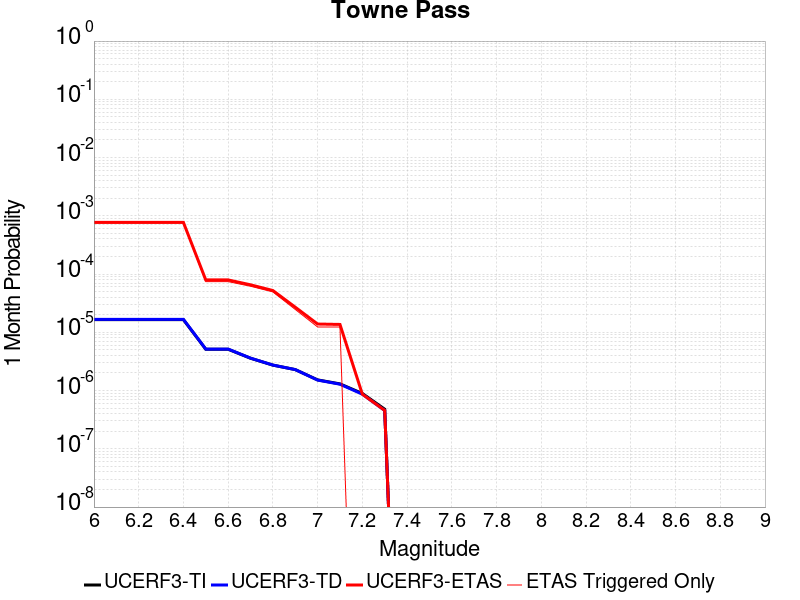 Towne Pass
10^0
10^-1
10^-2
10^-3
10^-4
10^-5
10^-6
10^-7
10^-8
1 Month Probability
6 6.2 6.4 6.6 6.8 7 7.2 7.4 7.6 7.8 8 8.2 8.4 8.6 8.8 9
Magnitude
UCERF3-TI UCERF3-TD UCERF3-ETAS ETAS Triggered Only